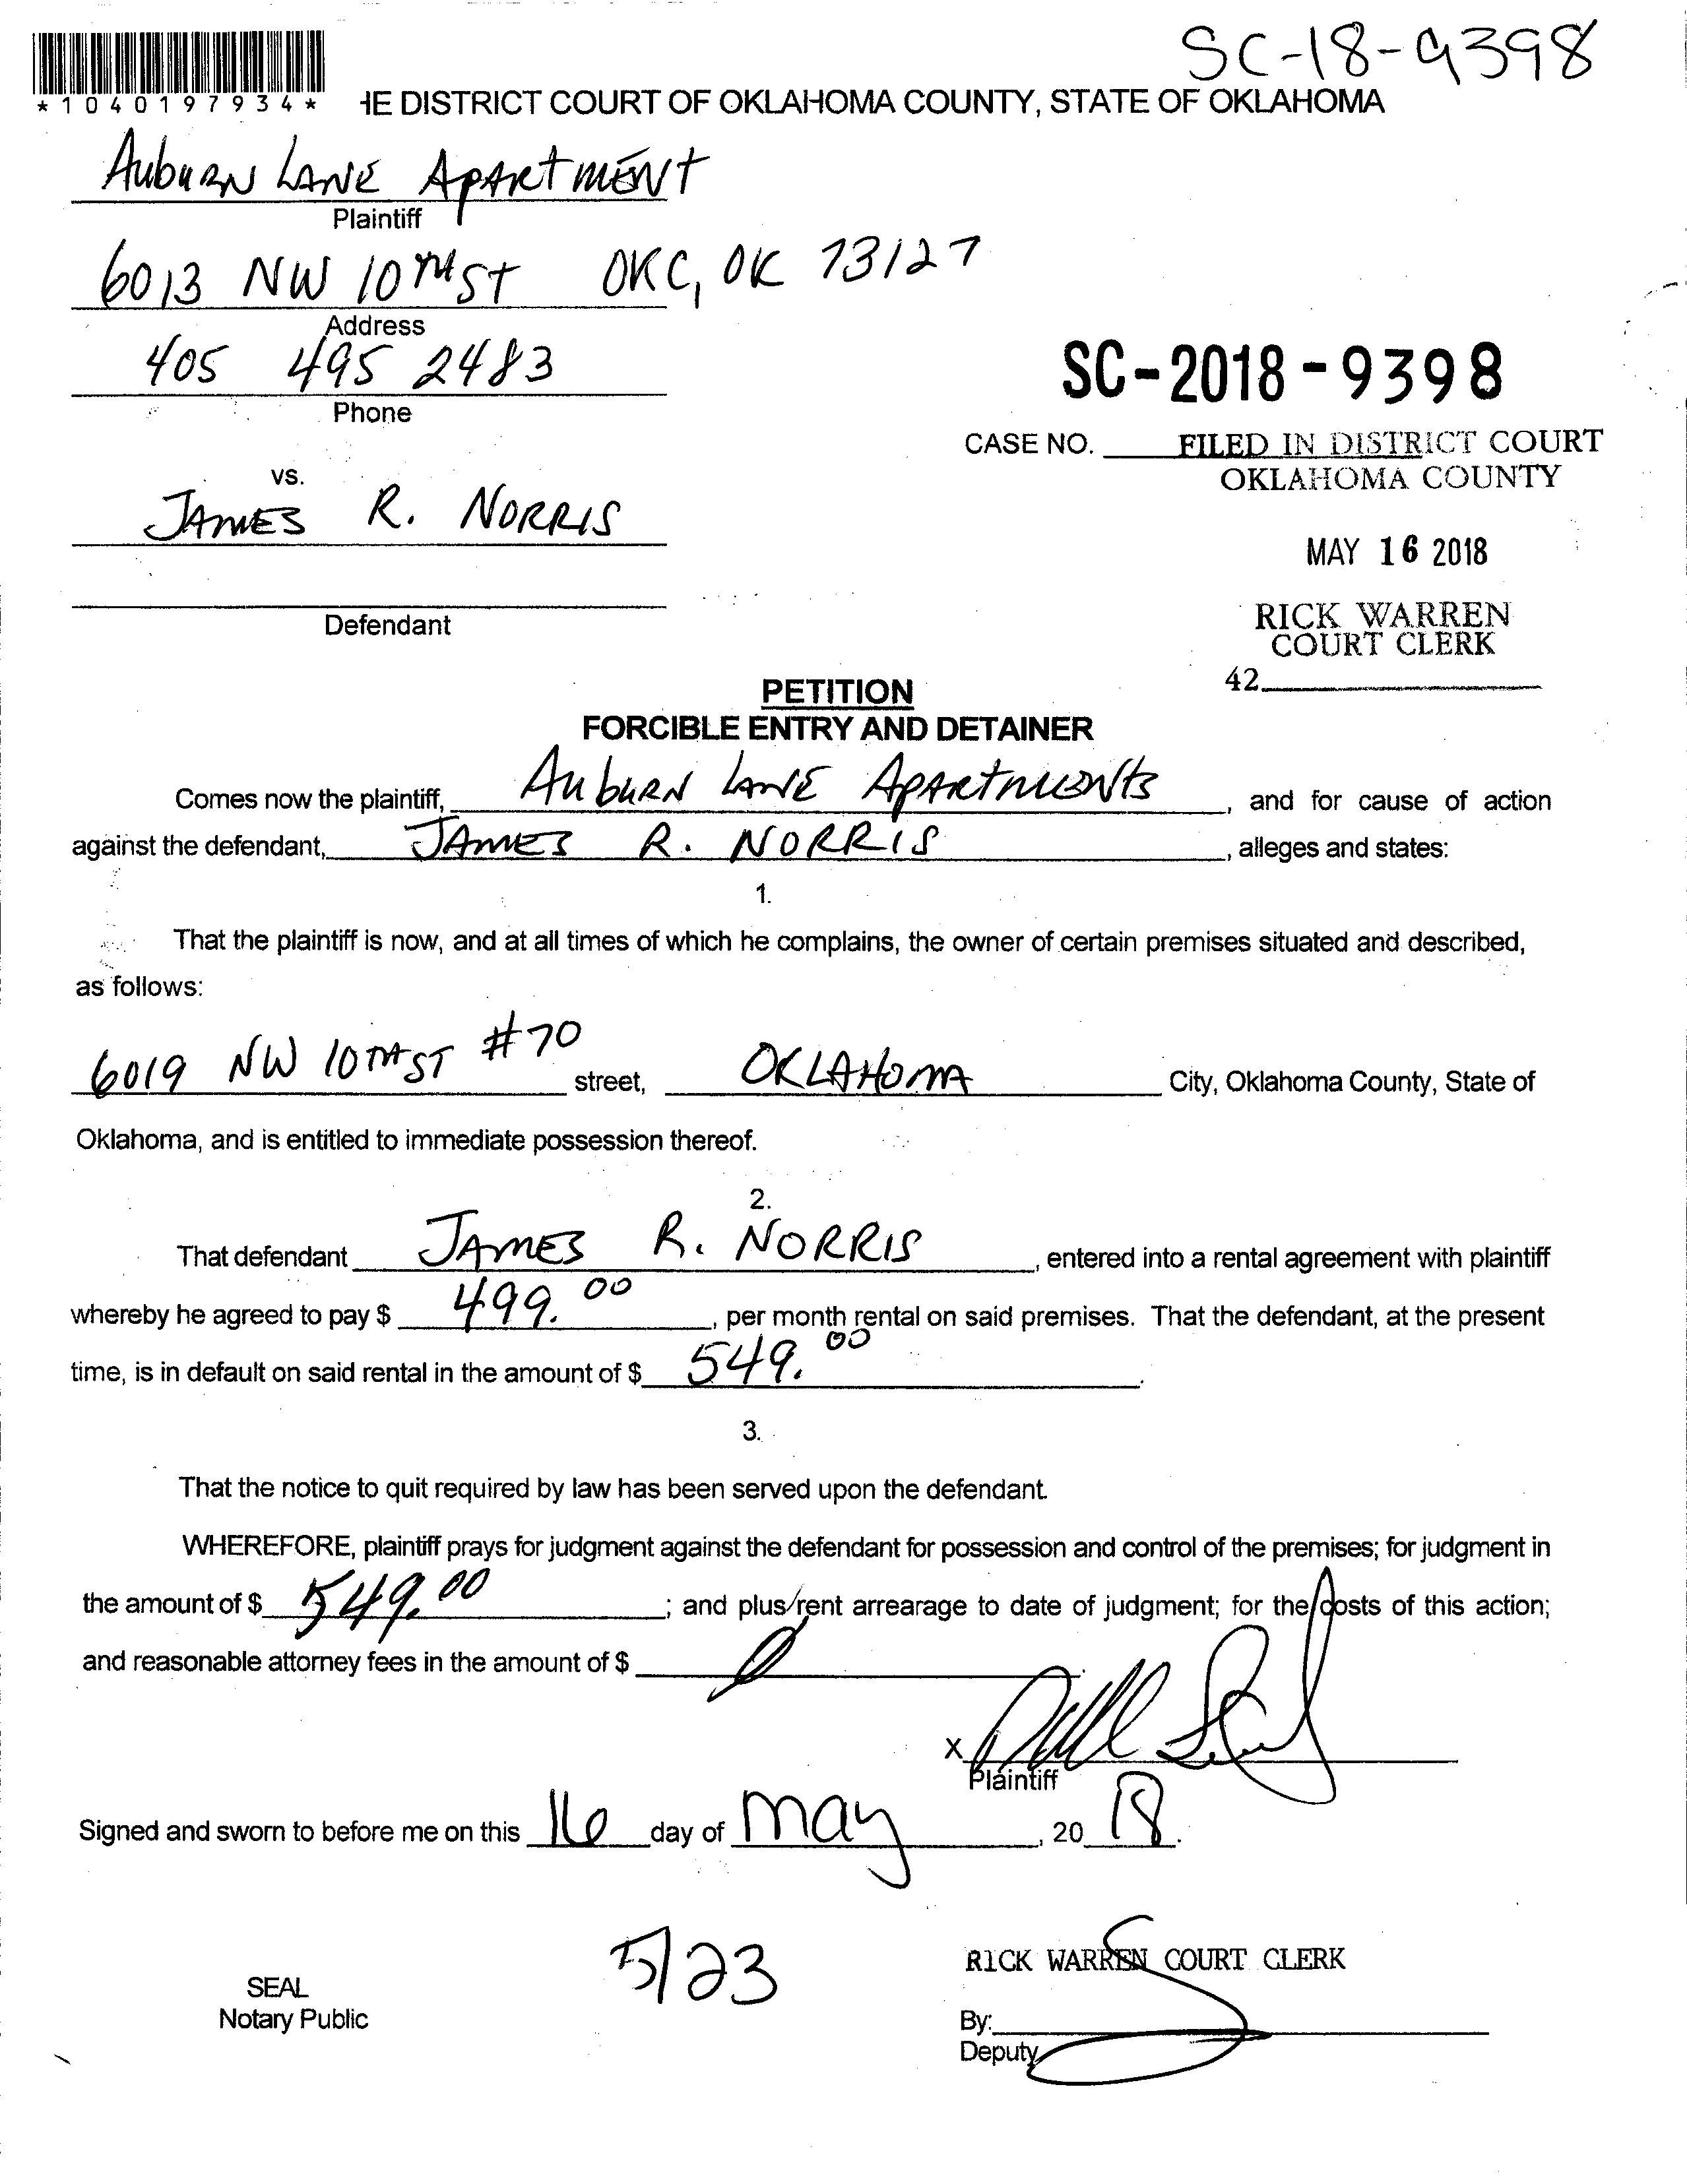 SC-18-9398
*1040197934*
HE DISTRICT COURT OF OKLAHOMA COUNTY, STATE OF OKLAHOMA
Auburn Lane Apartment
Plaintiff
6013 NW 10TH ST OKC, OK 73127
Address
405 495 2483
Phone
SC-2018-9398
CASE NO. FILED IN DISTRICT COURT
OKLAHOMA COUNTY
vs.
JAMES R. NORRIS
MAY 16 2018
Defendant
RICK WARREN
COURT CLERK
42
PETITION
FORCIBLE ENTRY AND DETAINER
Comes now the plaintiff, Auburn Lane Apartments, and for cause of action
against the defendant, JAMES R. NORRIS, alleges and states:
1.
That the plaintiff is now, and at all times of which he complains, the owner of certain premises situated and described,
as follows:
6019 NW 10TH ST #70 street, OKLAHOMA City, Oklahoma County, State of
Oklahoma, and is entitled to immediate possession thereof.
2.
That defendant JAMES R. NORRIS, entered into a rental agreement with plaintiff
whereby he agreed to pay $ 499.00, per month rental on said premises. That the defendant, at the present
time, is in default on said rental in the amount of $ 549.00.
3.
That the notice to quit required by law has been served upon the defendant.
WHEREFORE, plaintiff prays for judgment against the defendant for possession and control of the premises; for judgment in
the amount of $ 549.00; and plus rent arrearage to date of judgment; for the costs of this action;
and reasonable attorney fees in the amount of $
X
Plaintiff
Signed and sworn to before me on this 16 day of May, 2018.
5/23
RICK WARREN COURT CLERK
SEAL
Notary Public
By:
Deputy